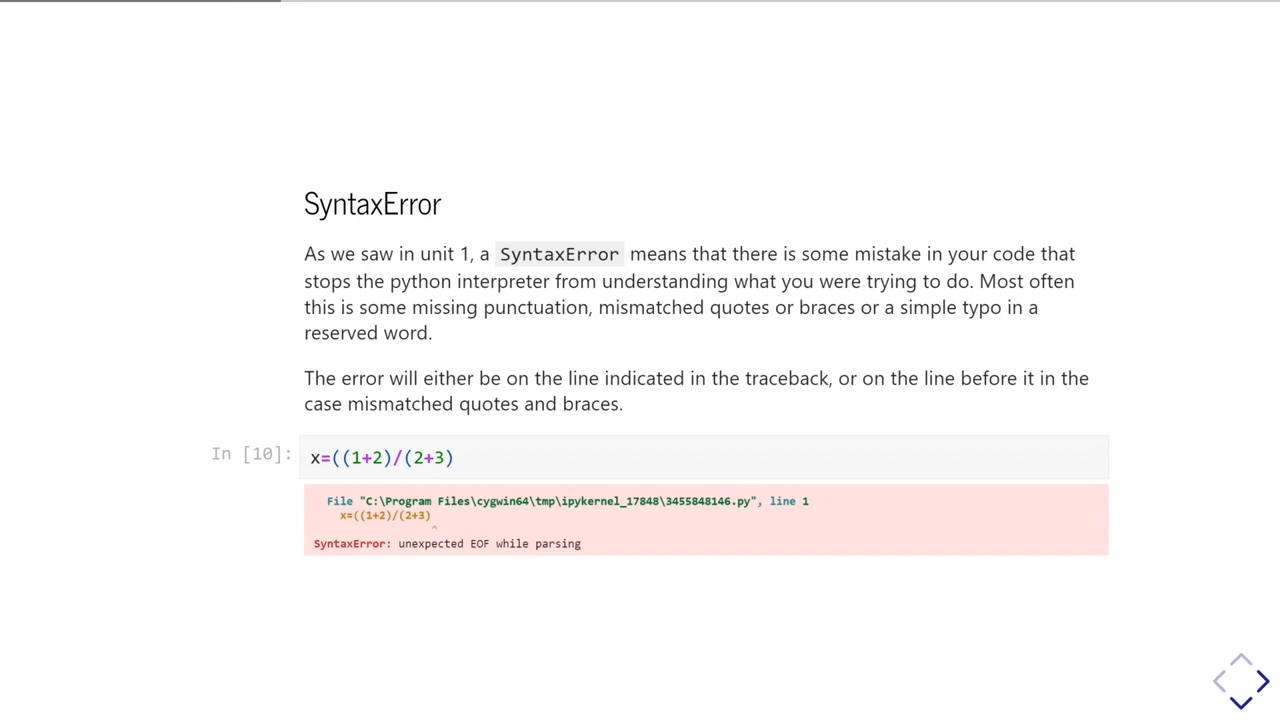 SyntaxError
As we saw in unit 1, a SyntaxError means that there is some mistake in your code that
stops the python interpreter from understanding what you were trying to do. Most often
this is some missing punctuation, mismatched quotes or braces or a simple typo in a
reserved word.
The error will either be on the line indicated in the traceback, or on the line before it in the
case mismatched quotes and braces.
In [10]: x=((1+2)/(2+3)
File "C:\Program Files\cygwin64\tmp\ipykernel_17848\3455848146.py", line 1
x=((1+2)/(2+3)
^
SyntaxError: unexpected EOF while parsing